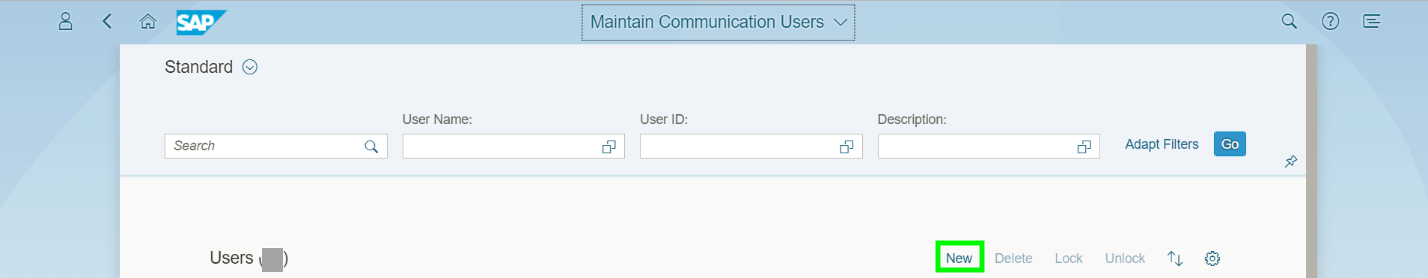 SAP
Maintain Communication Users
Standard
User Name: User ID: Description:
Search Adapt Filters Go
Users ( )
New Delete Lock Unlock